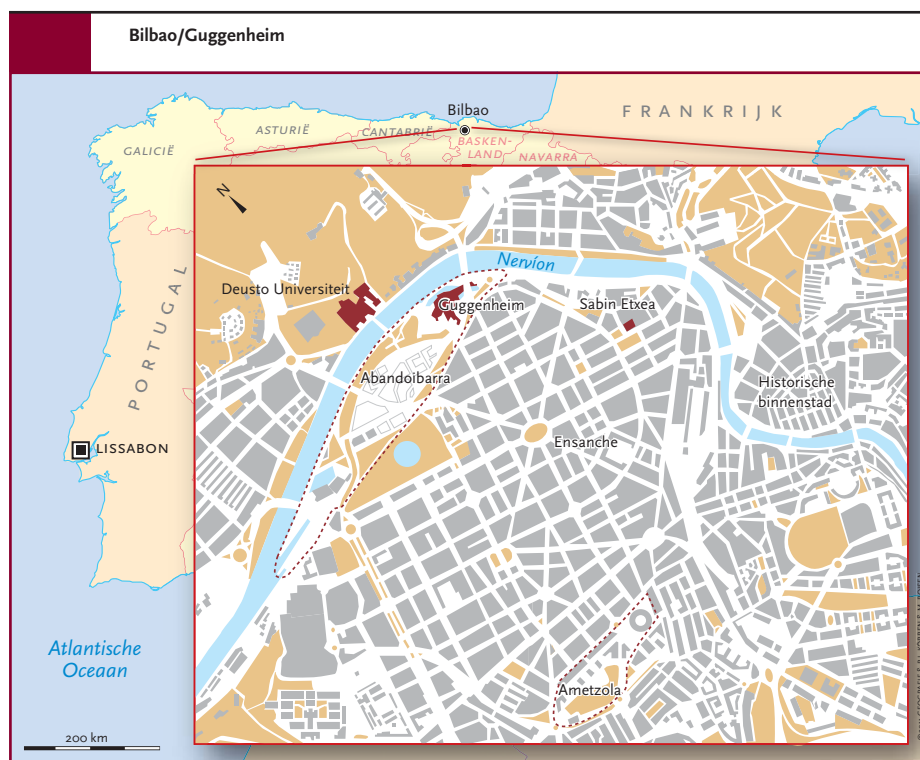 Bilbao/Guggenheim
Bilbao
FRANKRIJK
ASTURIË
CANTABRIË
GALICIË
BASKEN-
LAND
NAVARRA
N
Nervíon
Deusto Universiteit
Guggenheim
Sabin Etxea
Abandoibarra
Historische
binnenstad
PORTUGAL
Ensanche
LISSABON
Atlantische
Oceaan
Ametzola
200 km